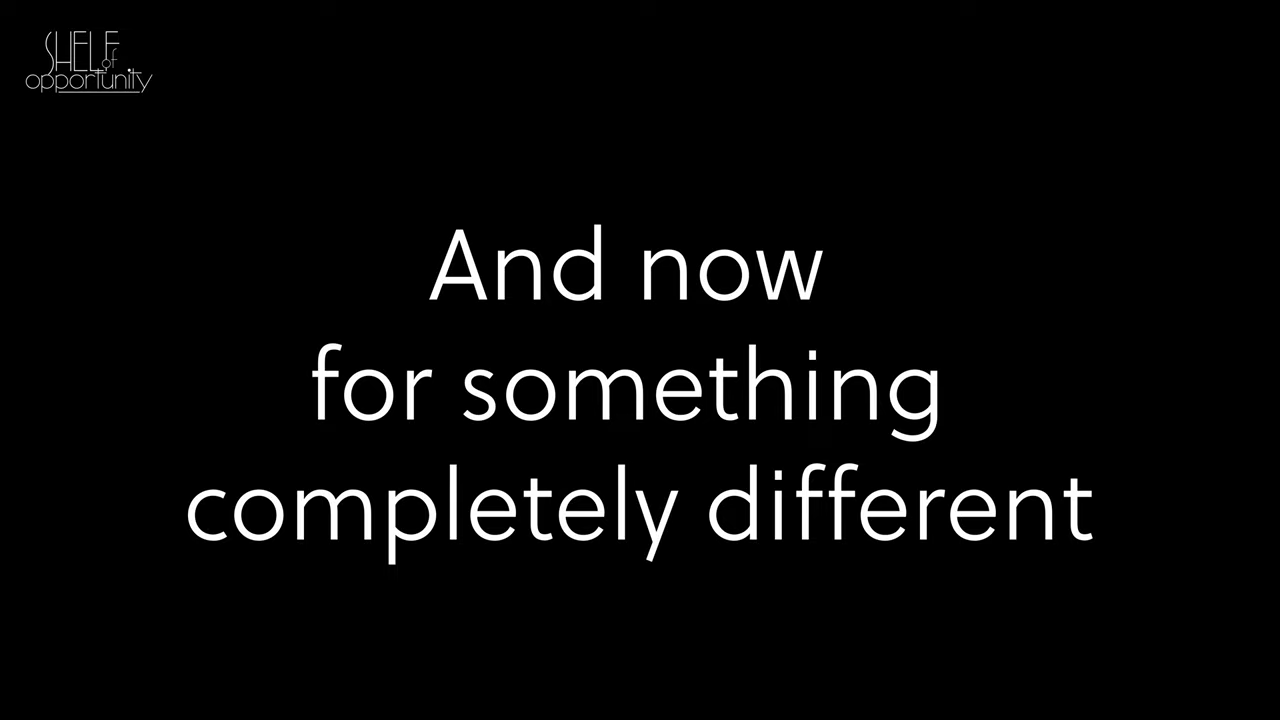 SHELF
of
opportunity
And now
for something
completely different